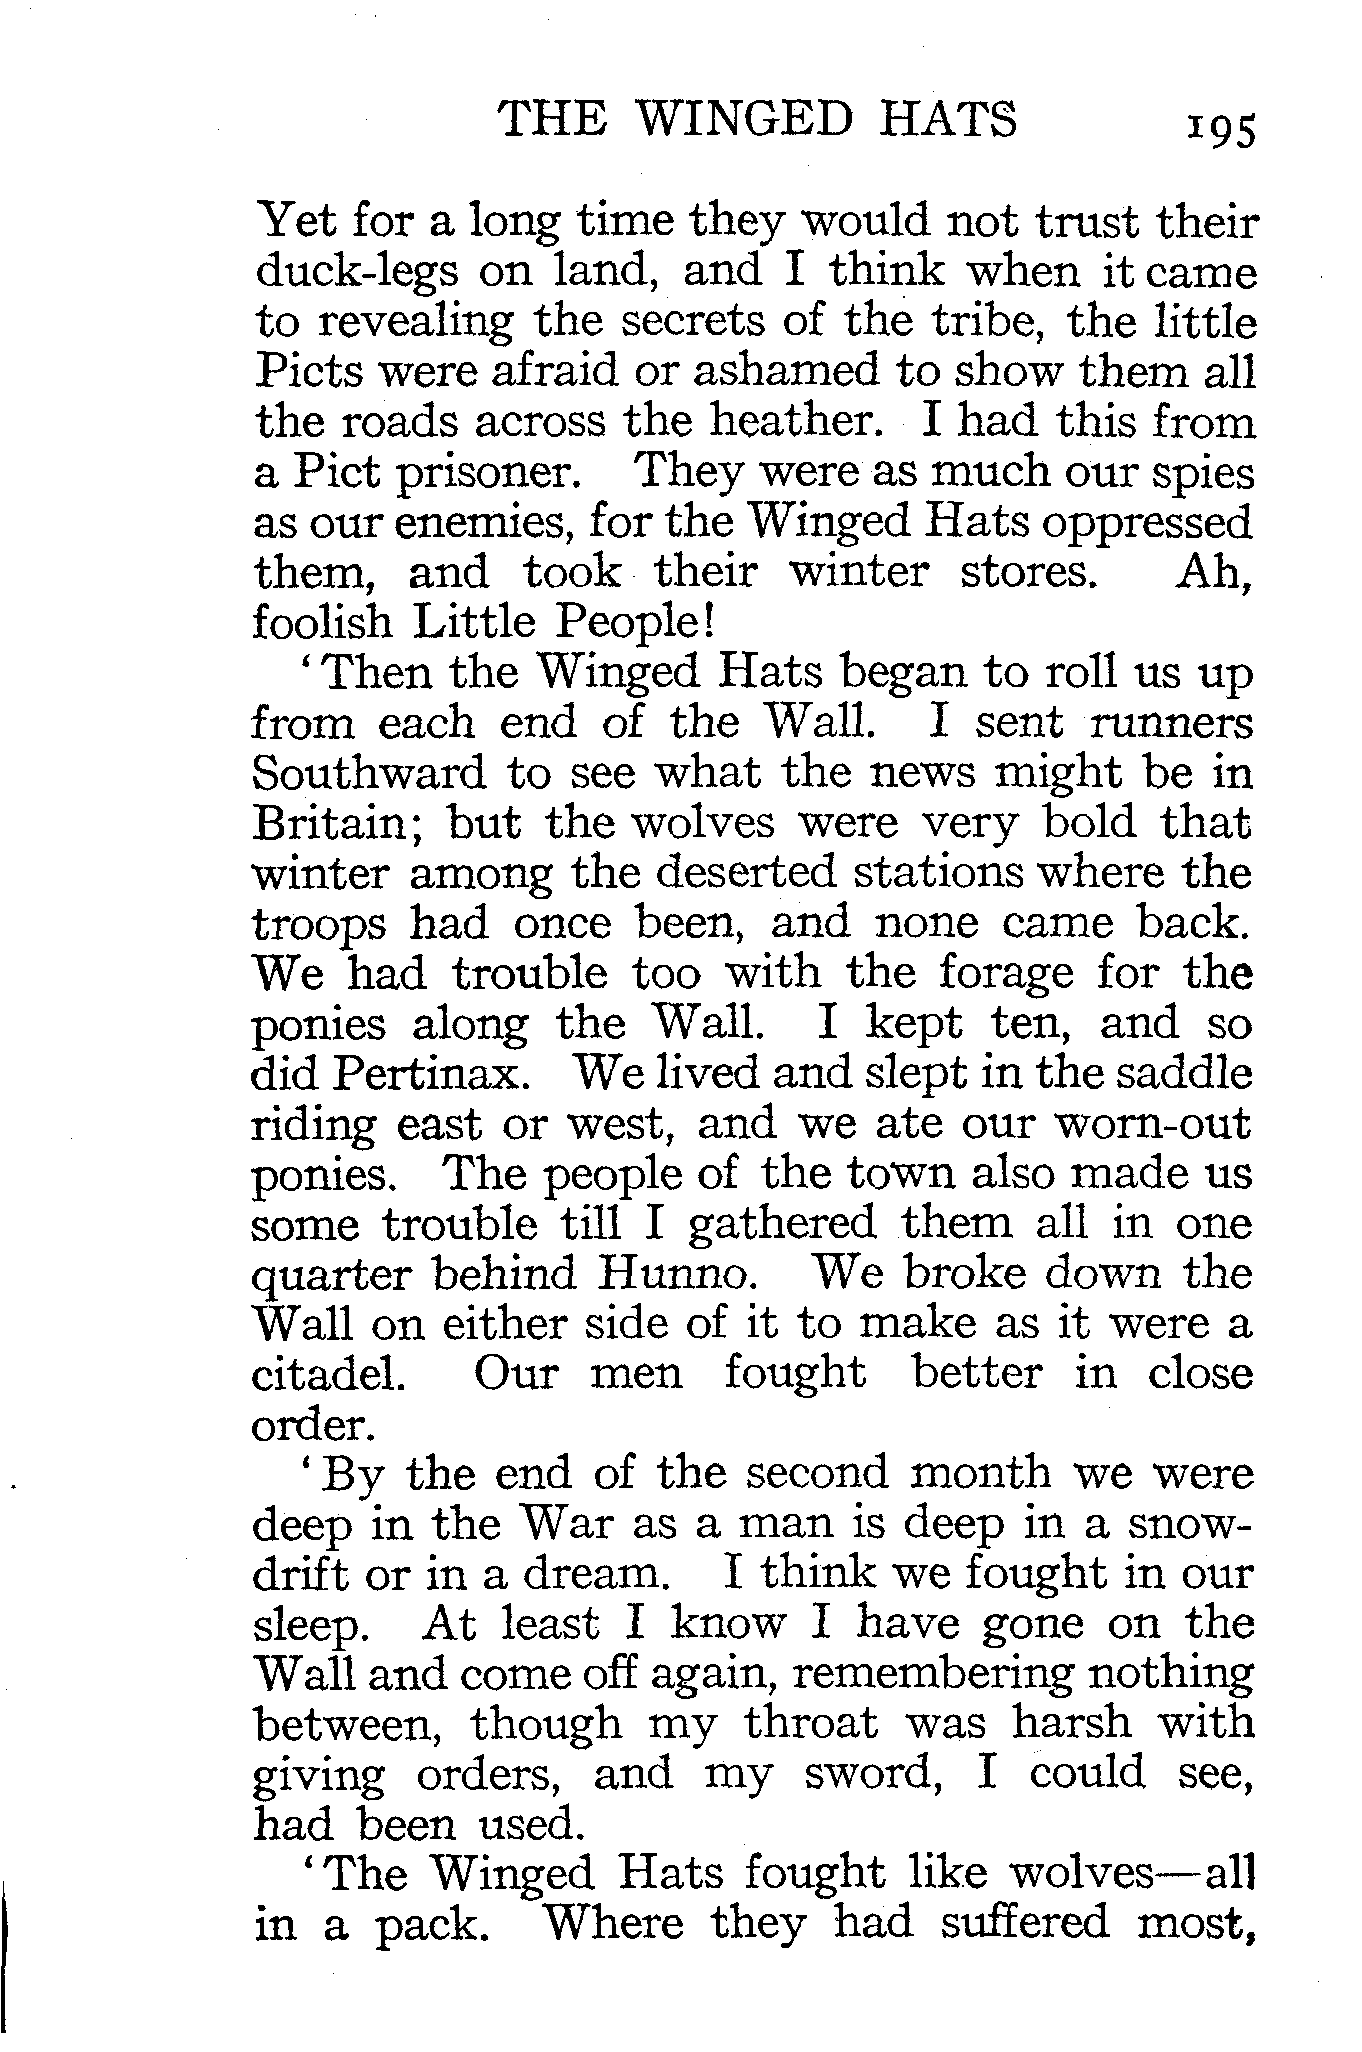 THE WINGED HATS 195
Yet for a long time they would not trust their
duck-legs on land, and I think when it came
to revealing the secrets of the tribe, the little
Picts were afraid or ashamed to show them all
the roads across the heather. I had this from
a Pict prisoner. They were as much our spies
as our enemies, for the Winged Hats oppressed
them, and took their winter stores. Ah,
foolish Little People!
‘Then the Winged Hats began to roll us up
from each end of the Wall. I sent runners
Southward to see what the news might be in
Britain; but the wolves were very bold that
winter among the deserted stations where the
troops had once been, and none came back.
We had trouble too with the forage for the
ponies along the Wall. I kept ten, and so
did Pertinax. We lived and slept in the saddle
riding east or west, and we ate our worn-out
ponies. The people of the town also made us
some trouble till I gathered them all in one
quarter behind Hunno. We broke down the
Wall on either side of it to make as it were a
citadel. Our men fought better in close
order.
‘By the end of the second month we were
deep in the War as a man is deep in a snow-
drift or in a dream. I think we fought in our
sleep. At least I know I have gone on the
Wall and come off again, remembering nothing
between, though my throat was harsh with
giving orders, and my sword, I could see,
had been used.
‘The Winged Hats fought like wolves—all
in a pack. Where they had suffered most,